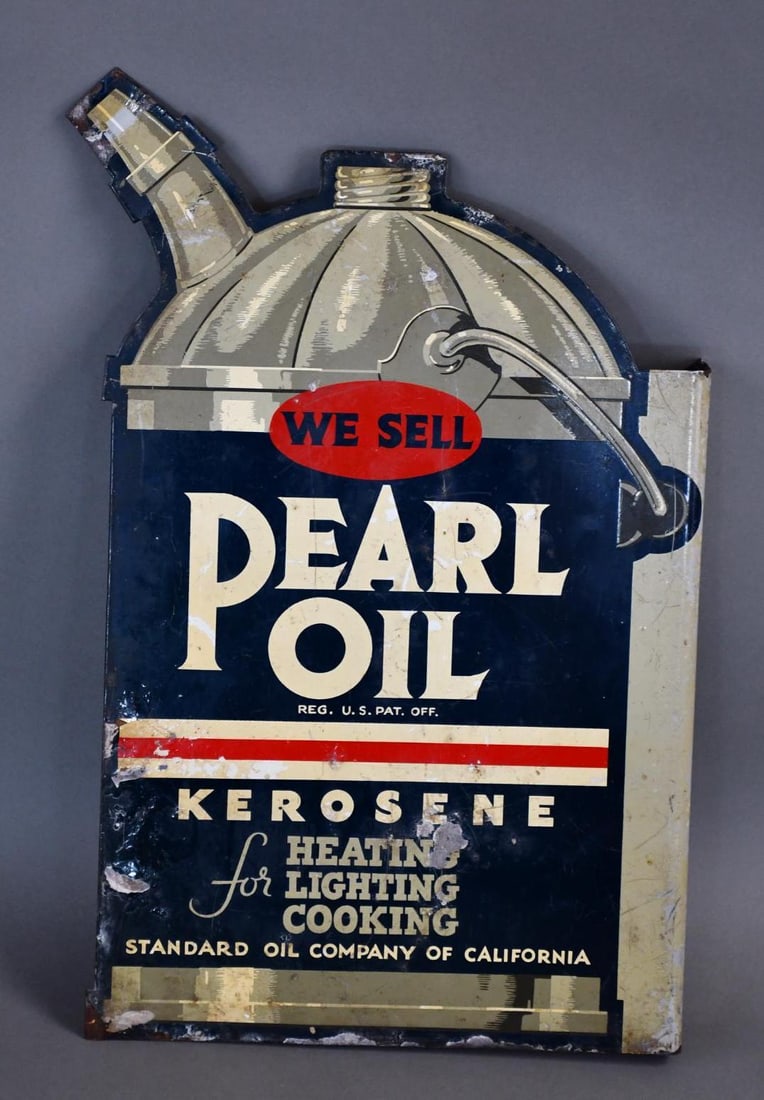 WE SELL
PEARL
OIL
REG. U.S. PAT. OFF.
KEROSENE
for HEATING
LIGHTING
COOKING
STANDARD OIL COMPANY OF CALIFORNIA